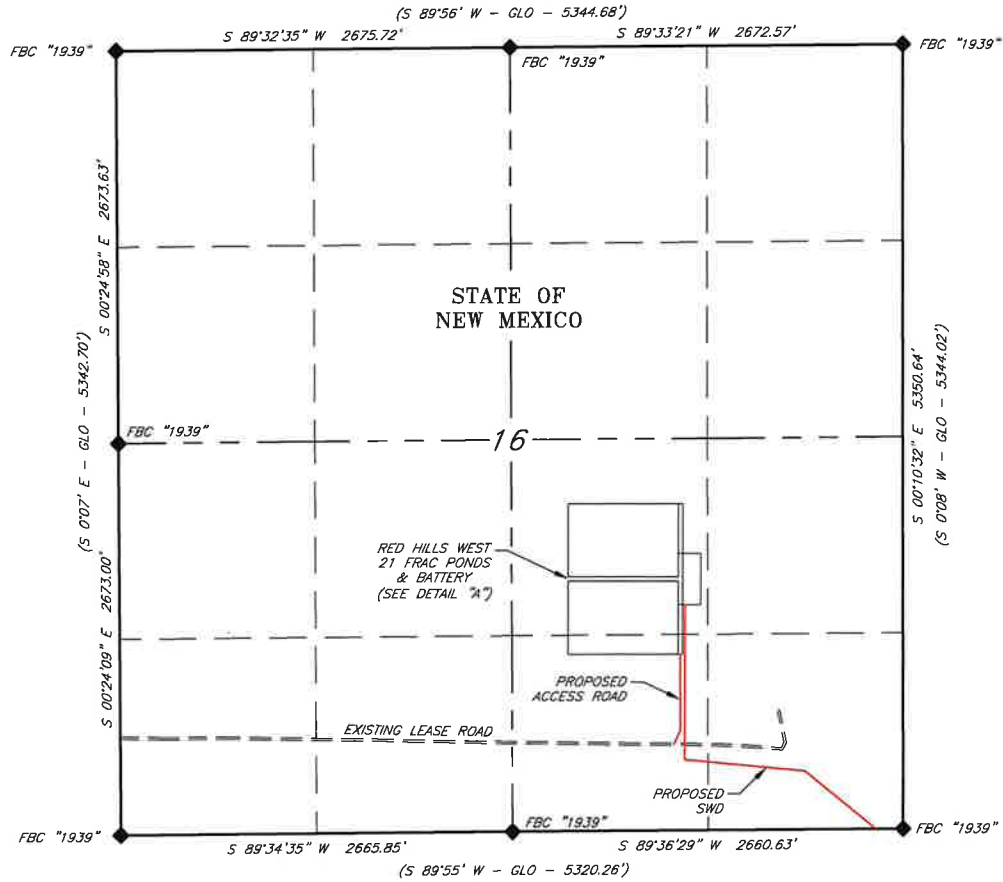 (S 89°56' W - GLO - 5344.68')
S 89°32'35" W 2675.72'
S 89°33'21" W 2672.57'
FBC "1939"
FBC "1939"
FBC "1939"
S 00°24'58" E 2673.63'
STATE OF
NEW MEXICO
(S 0°07' E - GLO - 5342.70')
FBC "1939"
16
S 00°10'32" E 5350.64'
(S 0°08' W - GLO - 5344.02')
RED HILLS WEST
21 FRAC PONDS
& BATTERY
(SEE DETAIL "A")
S 00°24'09" E 2673.00'
PROPOSED
ACCESS ROAD
EXISTING LEASE ROAD
PROPOSED
SWD
FBC "1939"
FBC "1939"
FBC "1939"
S 89°34'35" W 2665.85'
S 89°36'29" W 2660.63'
(S 89°55' W - GLO - 5320.26')